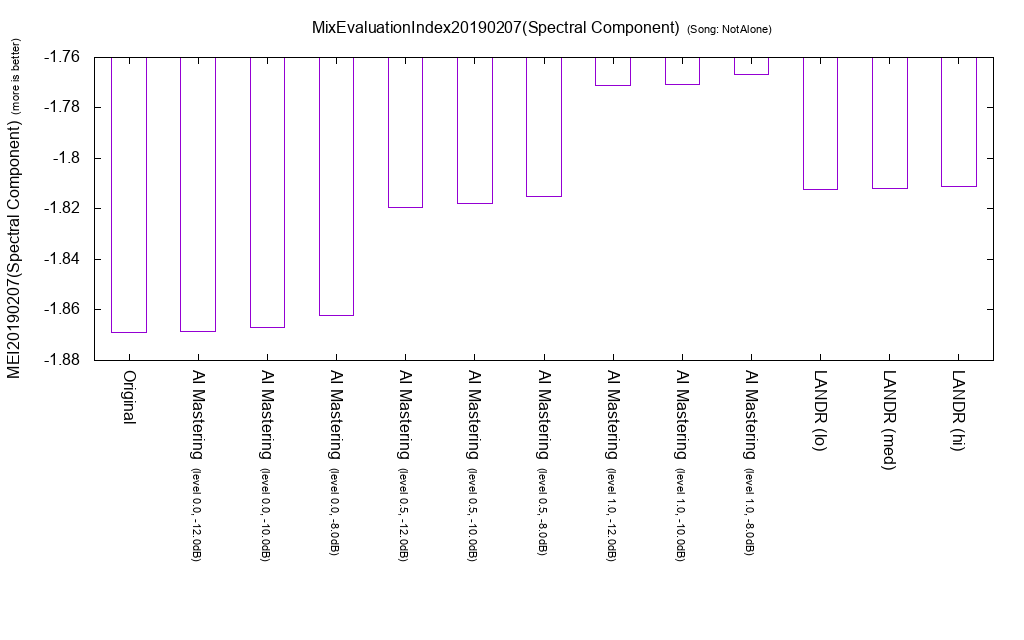 MixEvaluationIndex20190207(Spectral Component) (Song: NotAlone)
MEI20190207(Spectral Component) (more is better)
-1.76
-1.78
-1.8
-1.82
-1.84
-1.86
-1.88
Original
AI Mastering (level 0.0, -12.0dB)
AI Mastering (level 0.0, -10.0dB)
AI Mastering (level 0.0, -8.0dB)
AI Mastering (level 0.5, -12.0dB)
AI Mastering (level 0.5, -10.0dB)
AI Mastering (level 0.5, -8.0dB)
AI Mastering (level 1.0, -12.0dB)
AI Mastering (level 1.0, -10.0dB)
AI Mastering (level 1.0, -8.0dB)
LANDR (lo)
LANDR (med)
LANDR (hi)